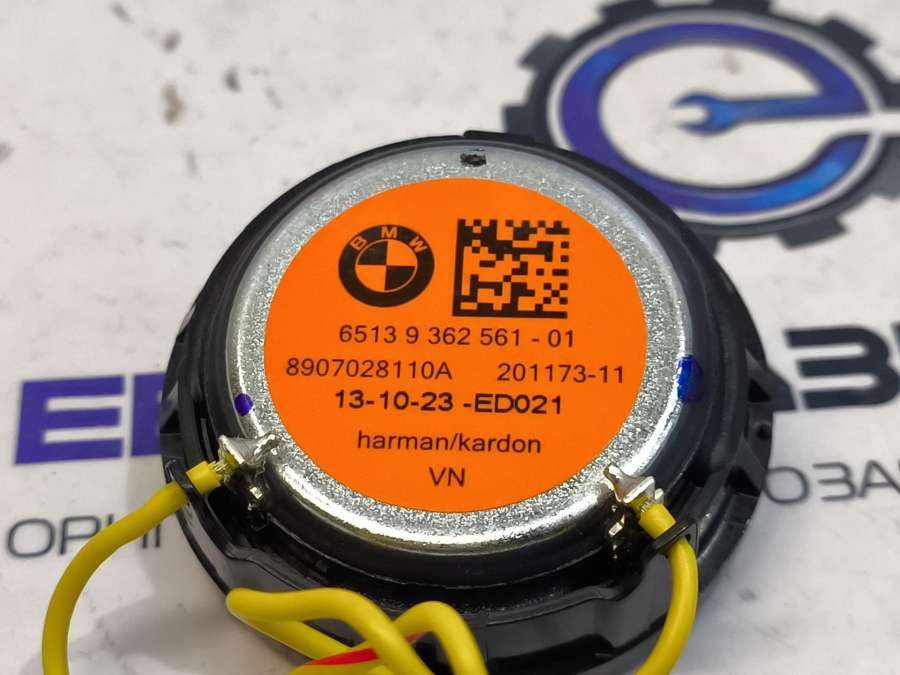 BMW
6513 9 362 561 - 01
8907028110A 201173-11
13-10-23 -ED021
harman/kardon
VN